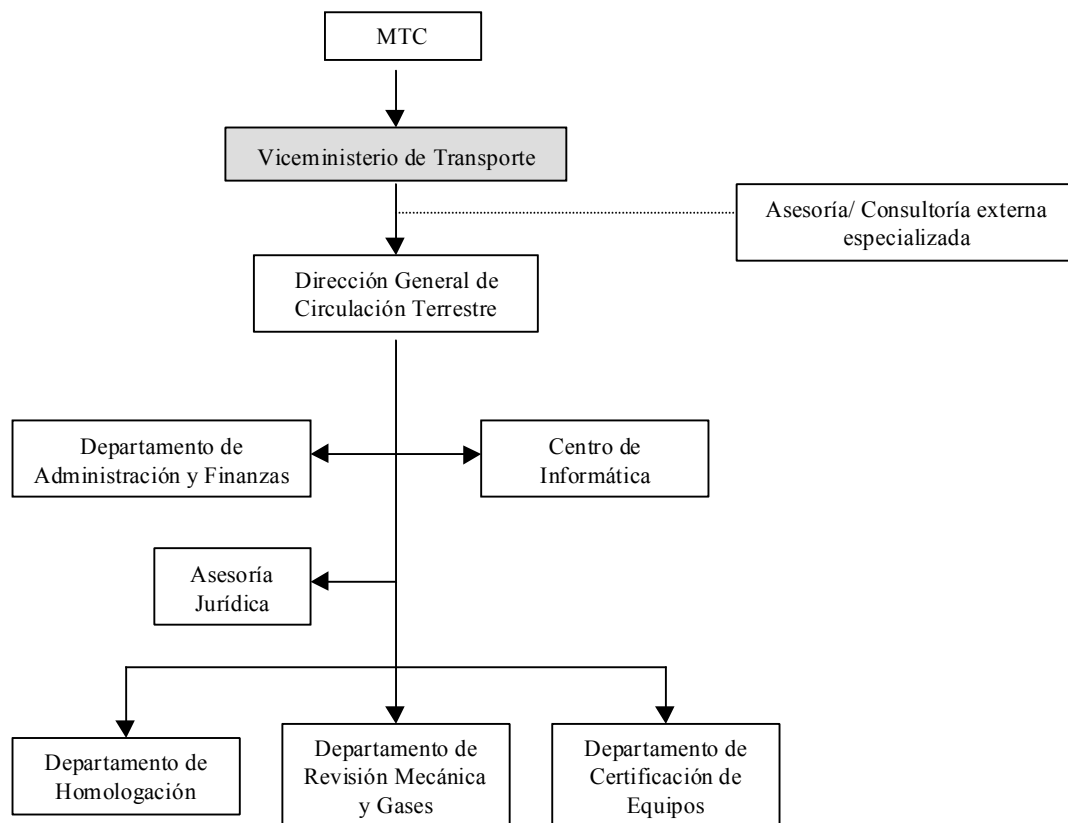 MTC
Viceministerio de Transporte
Asesoría/ Consultoría externa
especializada
Dirección General de
Circulación Terrestre
Departamento de
Administración y Finanzas
Centro de
Informática
Asesoría
Jurídica
Departamento de
Homologación
Departamento de
Revisión Mecánica
y Gases
Departamento de
Certificación de
Equipos